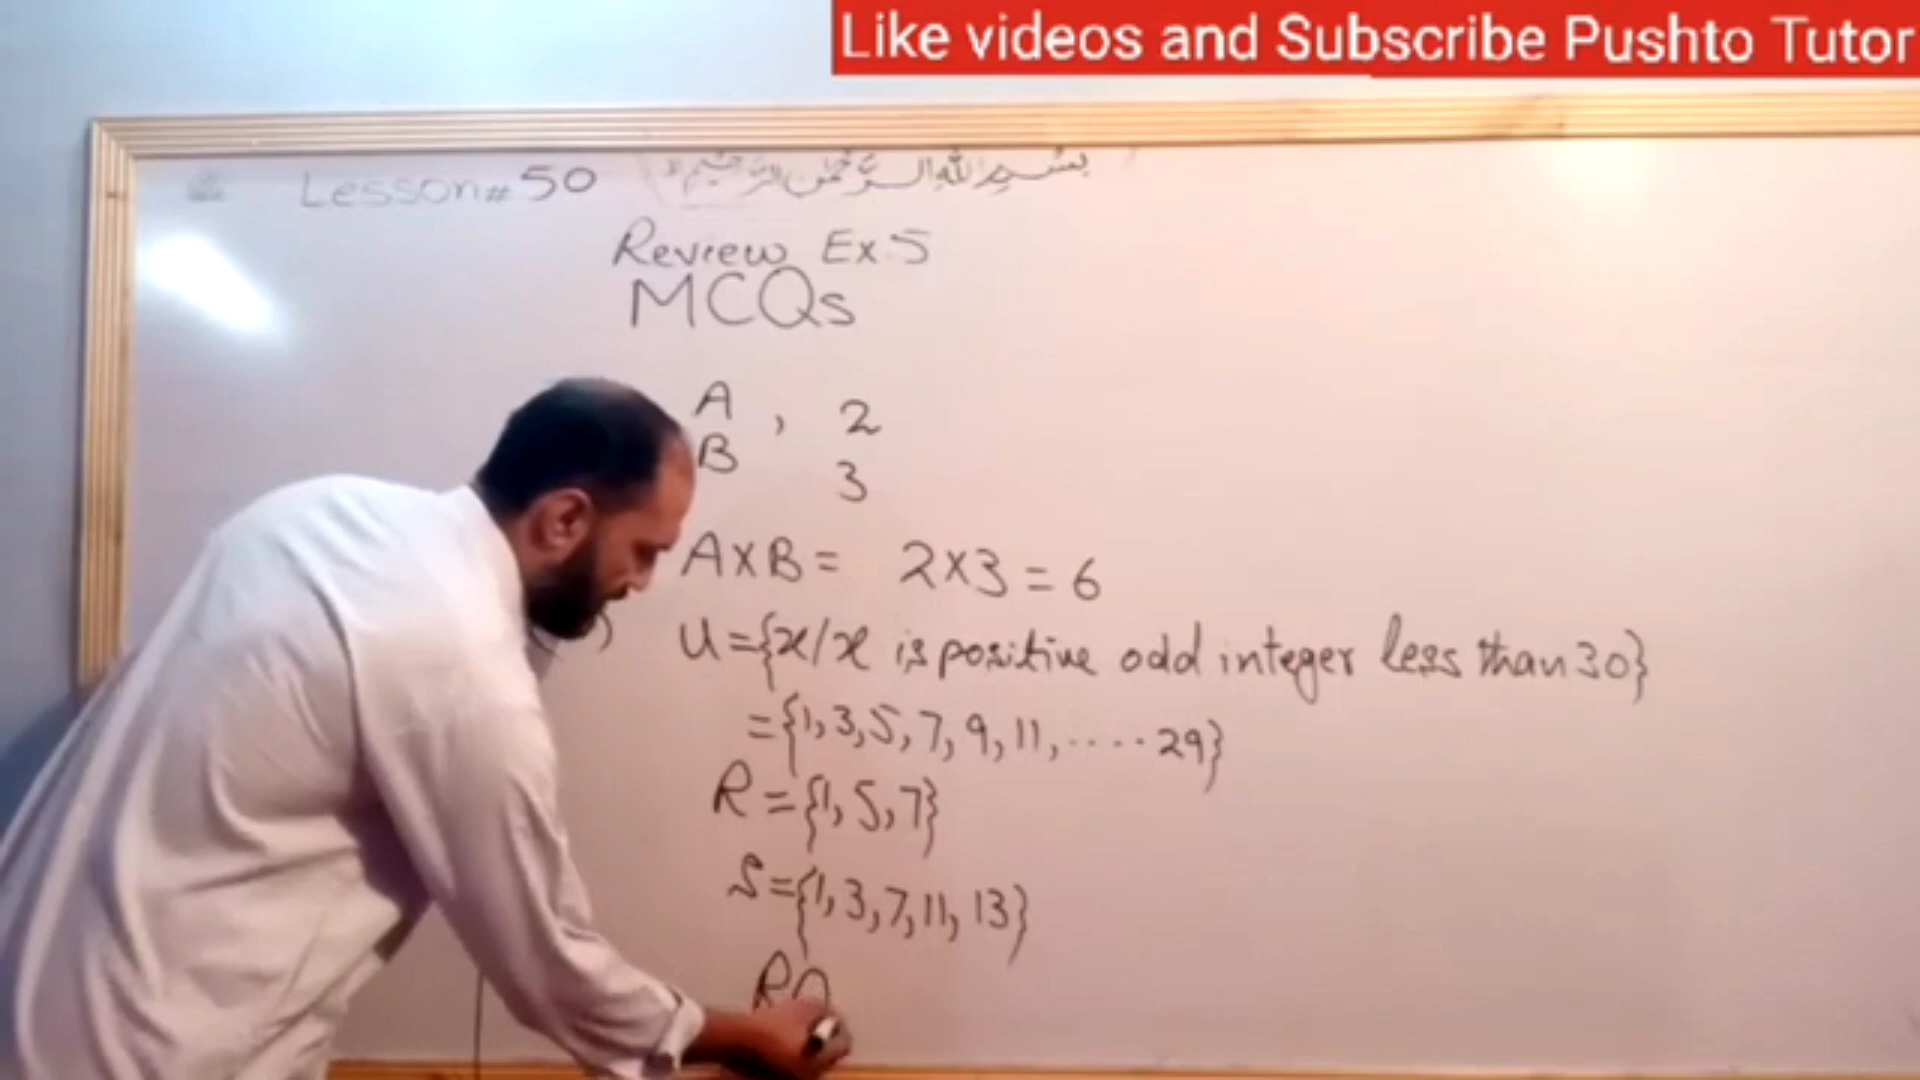 Like videos and Subscribe Pushto Tutor
Lesson# 50 بسم الله الرحمن الرحيم
Review Ex.5
MCQs
A , 2
B 3
A×B = 2×3 = 6
U={x/x is positive odd integer less than 30}
={1,3,5,7,9,11,.....29}
R={1,5,7}
S={1,3,7,11,13}
R∩